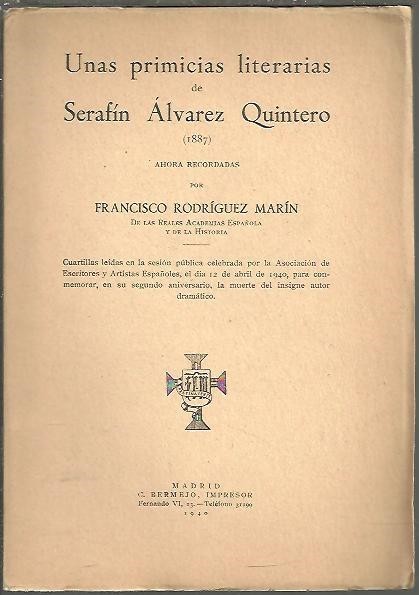 Unas primicias literarias
de
Serafín Álvarez Quintero
(1887)
AHORA RECORDADAS
POR
FRANCISCO RODRÍGUEZ MARÍN
DE LAS REALES ACADEMIAS ESPAÑOLA
Y DE LA HISTORIA
Cuartillas leídas en la sesión pública celebrada por la Asociación de
Escritores y Artistas Españoles, el día 12 de abril de 1940, para con-
memorar, en su segundo aniversario, la muerte del insigne autor
dramático.
MADRID
C. BERMEJO, IMPRESOR
Fernando VI, 23.—Teléfono 31199
1940